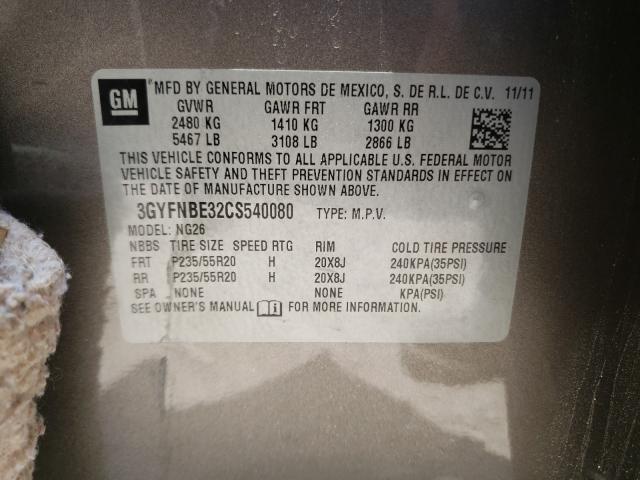 GM
MFD BY GENERAL MOTORS DE MEXICO, S. DE R.L. DE C.V. 11/11
GVWR GAWR FRT GAWR RR
2480 KG 1410 KG 1300 KG
5467 LB 3108 LB 2866 LB
THIS VEHICLE CONFORMS TO ALL APPLICABLE U.S. FEDERAL MOTOR
VEHICLE SAFETY AND THEFT PREVENTION STANDARDS IN EFFECT ON
THE DATE OF MANUFACTURE SHOWN ABOVE.
3GYFNBE32CS540080 TYPE: M.P.V.
MODEL: NG26
NBBS TIRE SIZE SPEED RTG RIM COLD TIRE PRESSURE
FRT P235/55R20 H 20X8J 240KPA(35PSI)
RR P235/55R20 H 20X8J 240KPA(35PSI)
SPA NONE NONE KPA(PSI)
SEE OWNER'S MANUAL FOR MORE INFORMATION.